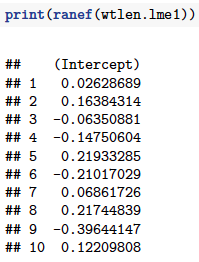 print(ranef(wtlen.lme1))
## (Intercept)
## 1 0.02628689
## 2 0.16384314
## 3 -0.06350881
## 4 -0.14750604
## 5 0.21933285
## 6 -0.21017029
## 7 0.06861726
## 8 0.21744839
## 9 -0.39644147
## 10 0.12209808